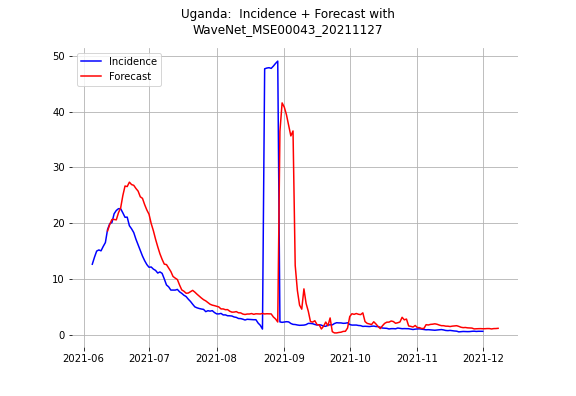 Uganda:  Incidence + Forecast with
WaveNet_MSE00043_20211127
Incidence
Forecast
50
40
30
20
10
0
2021-06 2021-07 2021-08 2021-09 2021-10 2021-11 2021-12